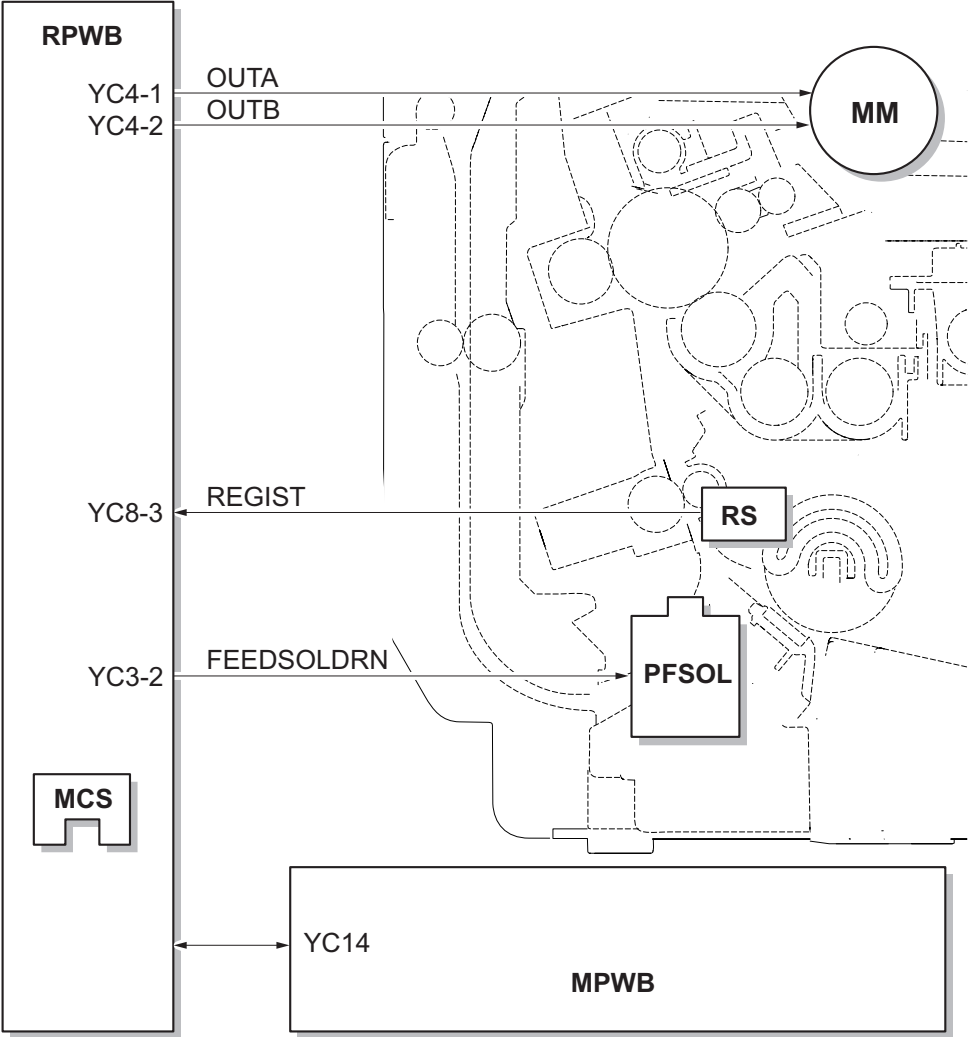 RPWB
YC4-1
OUTA
YC4-2
OUTB
MM
YC8-3
REGIST
RS
YC3-2
FEEDSOLDRN
PFSOL
MCS
YC14
MPWB